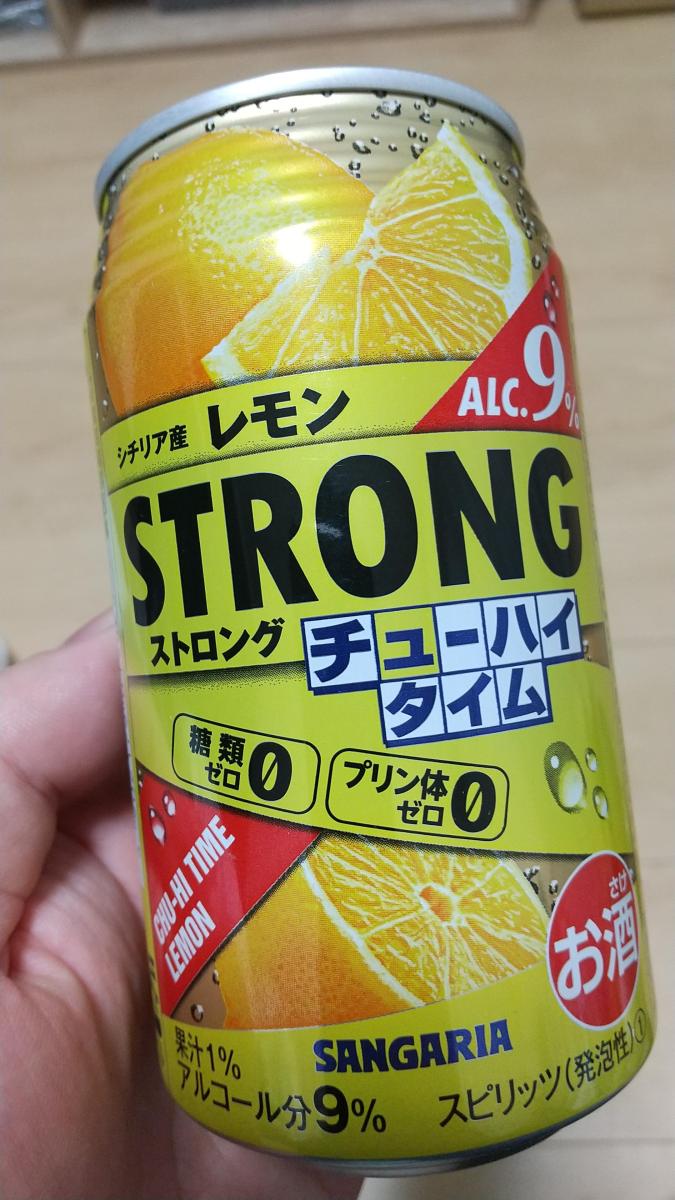 ALC.9%
シチリア産 レモン
STRONG
ストロング
チューハイ
タイム
糖類
ゼロ0
プリン体
ゼロ0
CHU-HI TIME
LEMON
さけ
お酒
果汁1%
SANGARIA
アルコール分9%
スピリッツ(発泡性)①